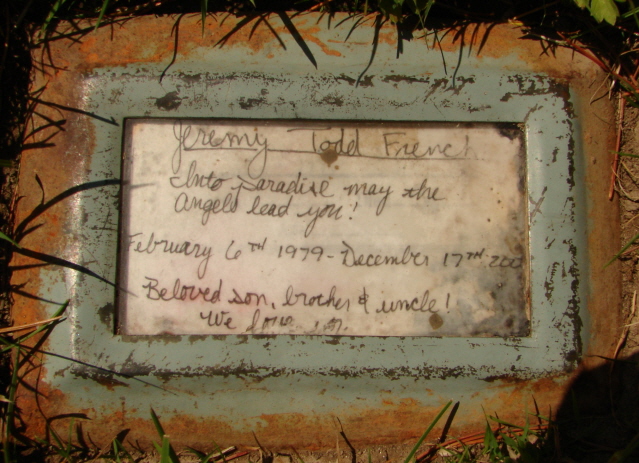 Jeremy Todd French
Into paradise may the
Angels lead you!
February 6TH 1979-December 17TH 200
Beloved son, brother & uncle!
We love